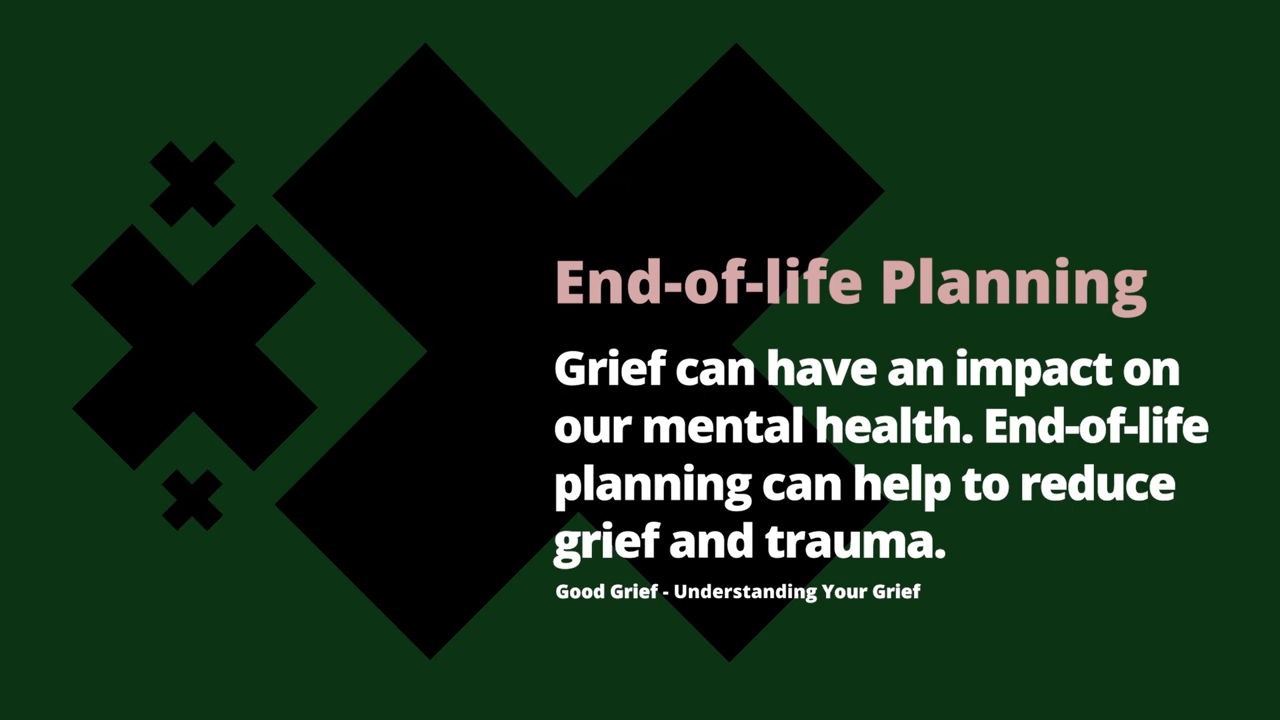 End-of-life Planning
Grief can have an impact on
our mental health. End-of-life
planning can help to reduce
grief and trauma.
Good Grief - Understanding Your Grief